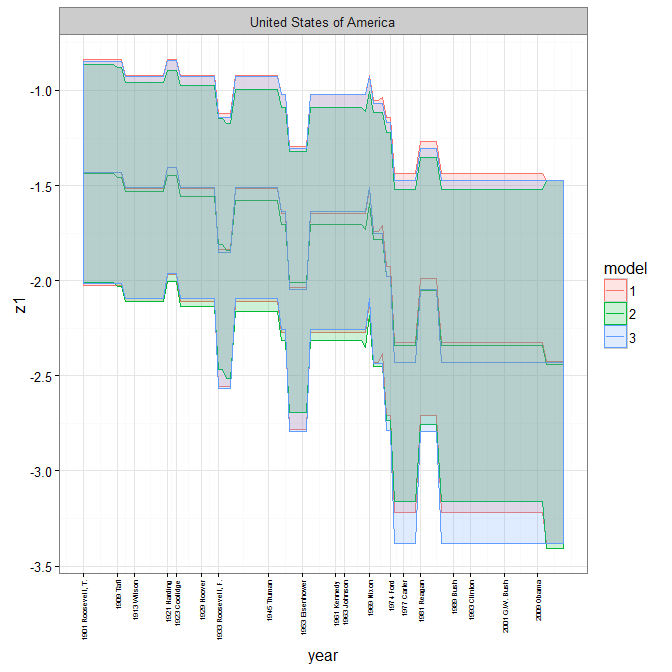 United States of America
-1.0
-1.5
-2.0
-2.5
-3.0
-3.5
z1
1901 Roosevelt, T.
1909 Taft
1913 Wilson
1921 Harding
1923 Coolidge
1929 Hoover
1933 Roosevelt, F.
1945 Truman
1953 Eisenhower
1961 Kennedy
1963 Johnson
1969 Nixon
1974 Ford
1977 Carter
1981 Reagan
1989 Bush
1993 Clinton
2001 G.W. Bush
2009 Obama
year
model
1
2
3